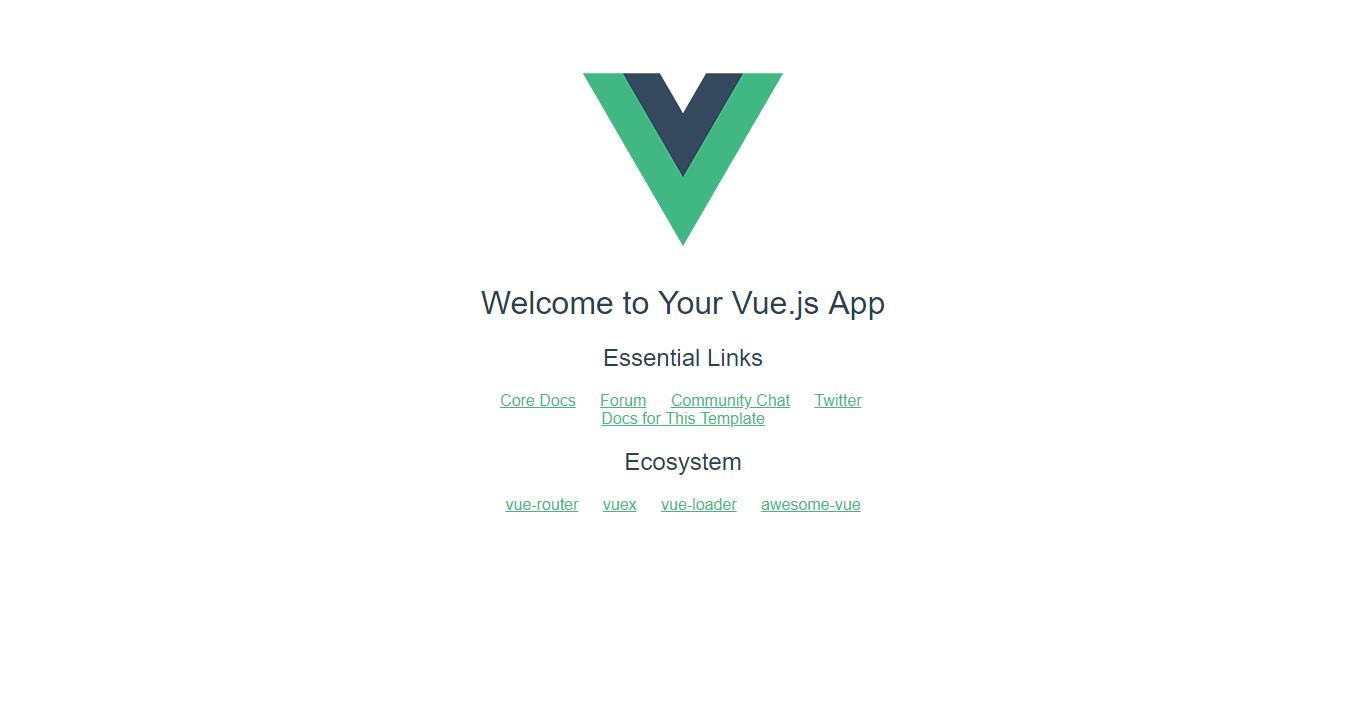 Welcome to Your Vue.js App
Essential Links
Core Docs Forum Community Chat Twitter
Docs for This Template
Ecosystem
vue-router vuex vue-loader awesome-vue